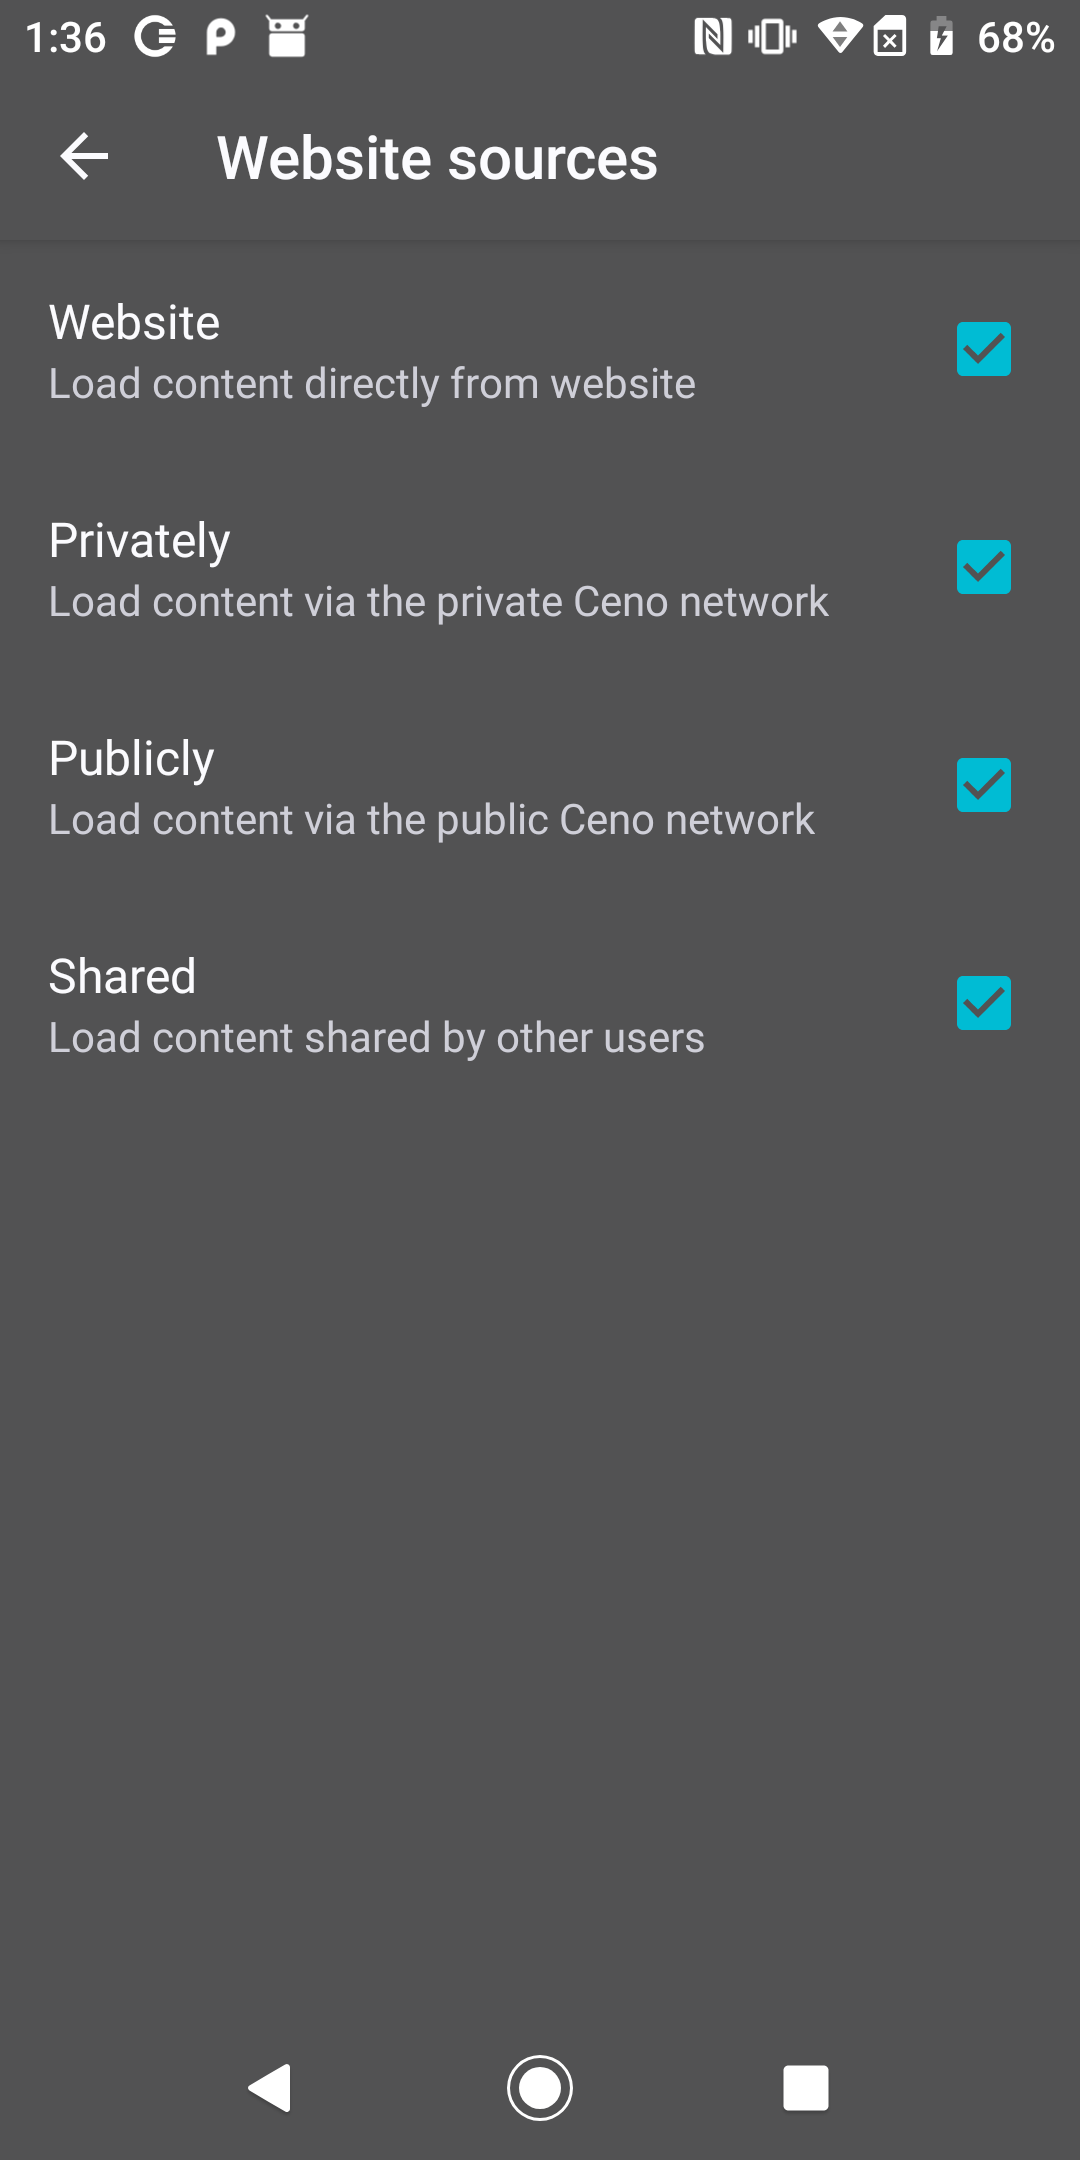 1:36
68%
Website sources
Website
Load content directly from website
Privately
Load content via the private Ceno network
Publicly
Load content via the public Ceno network
Shared
Load content shared by other users